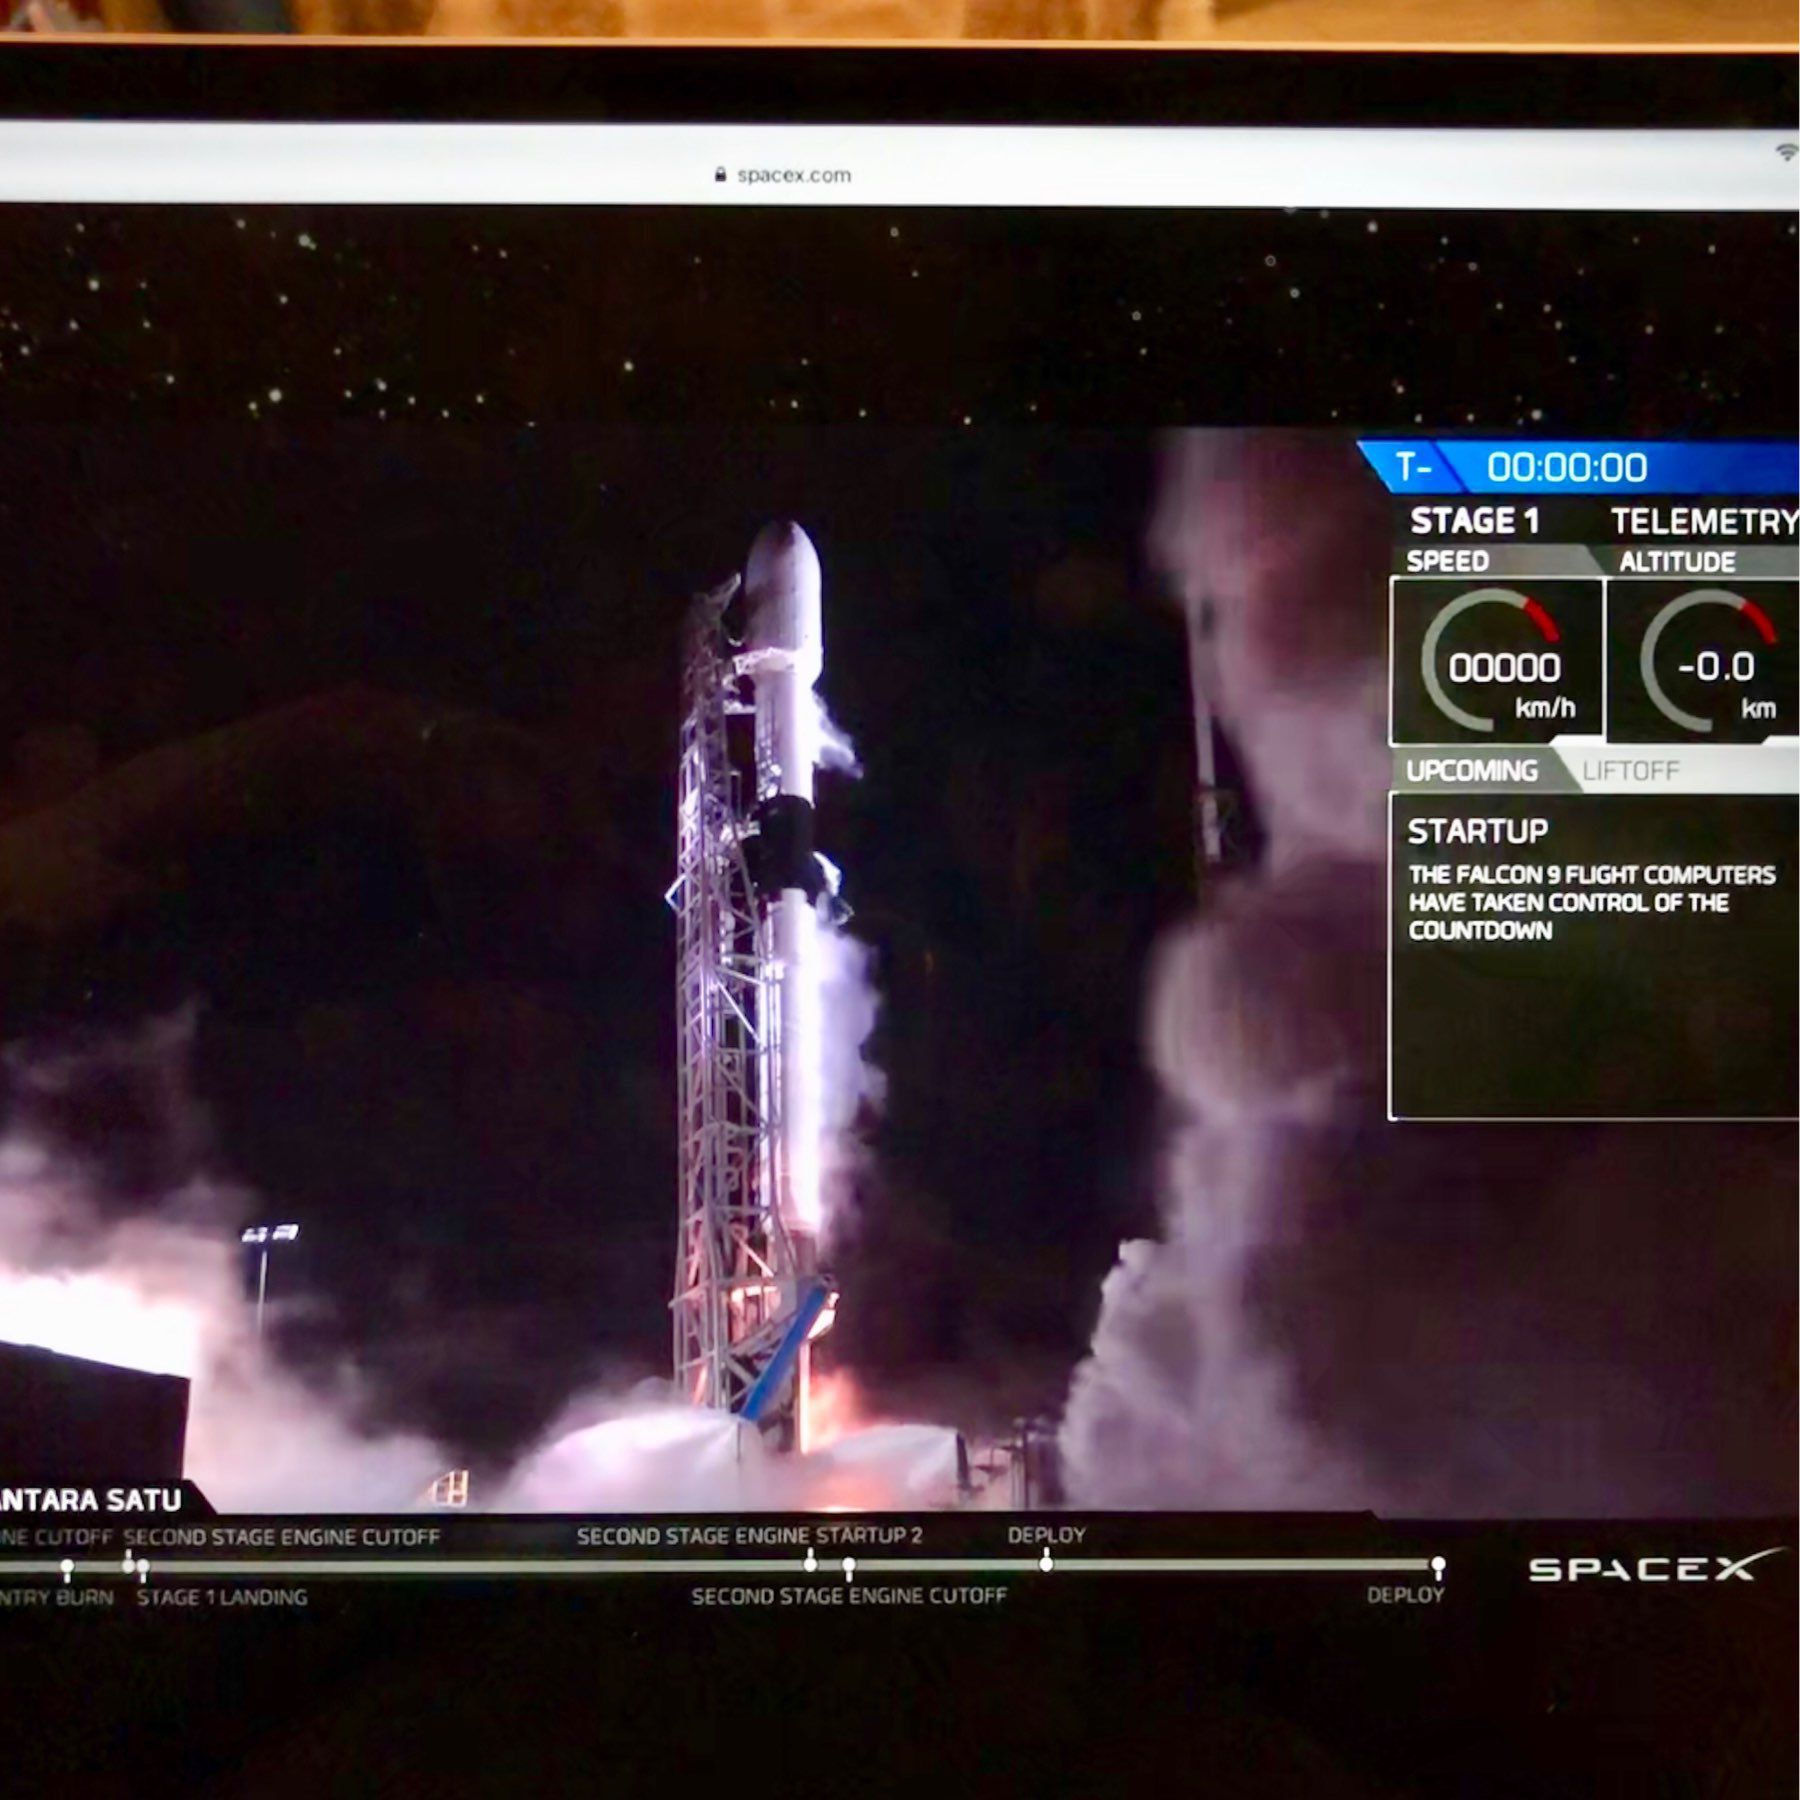 spacex.com
T- 00:00:00
STAGE 1 TELEMETRY
SPEED ALTITUDE
00000 -0.0
km/h km
UPCOMING LIFTOFF
STARTUP
THE FALCON 9 FLIGHT COMPUTERS
HAVE TAKEN CONTROL OF THE
COUNTDOWN
ANTARA SATU
NE CUTOFF SECOND STAGE ENGINE CUTOFF SECOND STAGE ENGINE STARTUP 2 DEPLOY
NTRY BURN STAGE 1 LANDING SECOND STAGE ENGINE CUTOFF DEPLOY
SPACEX